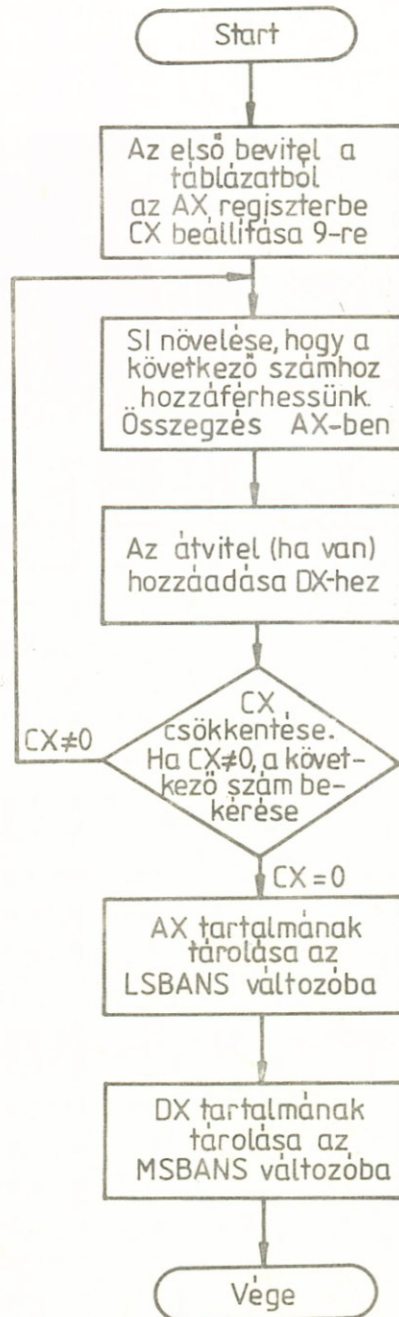 Start
Az első bevitel a
táblázatból
az AX regiszterbe
CX beállítása 9-re
SI növelése, hogy a
következő számhoz
hozzáférhessünk.
Összegzés AX-ben
Az átvitel (ha van)
hozzáadása DX-hez
CX
csökkentése.
Ha CX≠0, a követ-
kező szám be-
kérése
CX≠0
CX=0
AX tartalmának
tárolása az
LSBANS változóba
DX tartalmának
tárolása az
MSBANS változóba
Vége